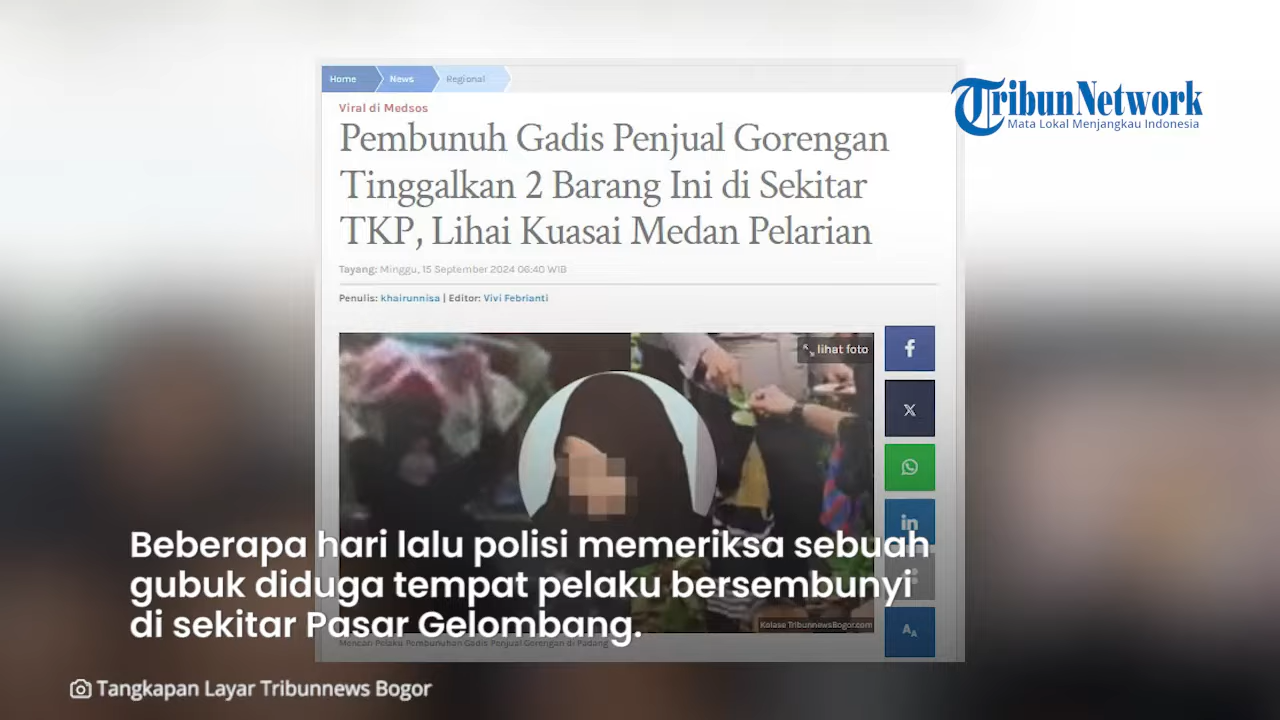 Home News Regional
TribunNetwork
Mata Lokal Menjangkau Indonesia
Viral di Medsos
Pembunuh Gadis Penjual Gorengan
Tinggalkan 2 Barang Ini di Sekitar
TKP, Lihai Kuasai Medan Pelarian
Tayang: Minggu, 15 September 2024 06:40 WIB
Penulis: khairunnisa | Editor: Vivi Febrianti
lihat foto
f
X
in
Beberapa hari lalu polisi memeriksa sebuah
gubuk diduga tempat pelaku bersembunyi
di sekitar Pasar Gelombang.
Kolase TribunnewsBogor.com
AA
Mencari Pelaku Pembunuhan Gadis Penjual Gorengan di Padang
Tangkapan Layar Tribunnews Bogor